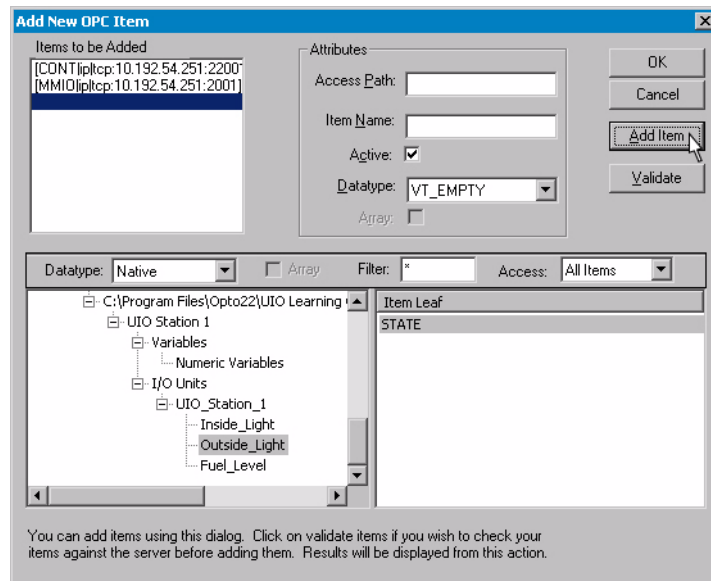 Add New OPC Item
Items to be Added
[CONT|ip|tcp:10.192.54.251:22001
[MMIO|ip|tcp:10.192.54.251:2001]
Attributes
Access Path:
Item Name:
Active:
Datatype: VT_EMPTY
Array:
OK
Cancel
Add Item
Validate
Datatype: Native
Array
Filter: *
Access: All Items
C:\Program Files\Opto22\UIO Learning
UIO Station 1
Variables
Numeric Variables
I/O Units
UIO_Station_1
Inside_Light
Outside_Light
Fuel_Level
Item Leaf
STATE
You can add items using this dialog. Click on validate items if you wish to check your
items against the server before adding them. Results will be displayed from this action.